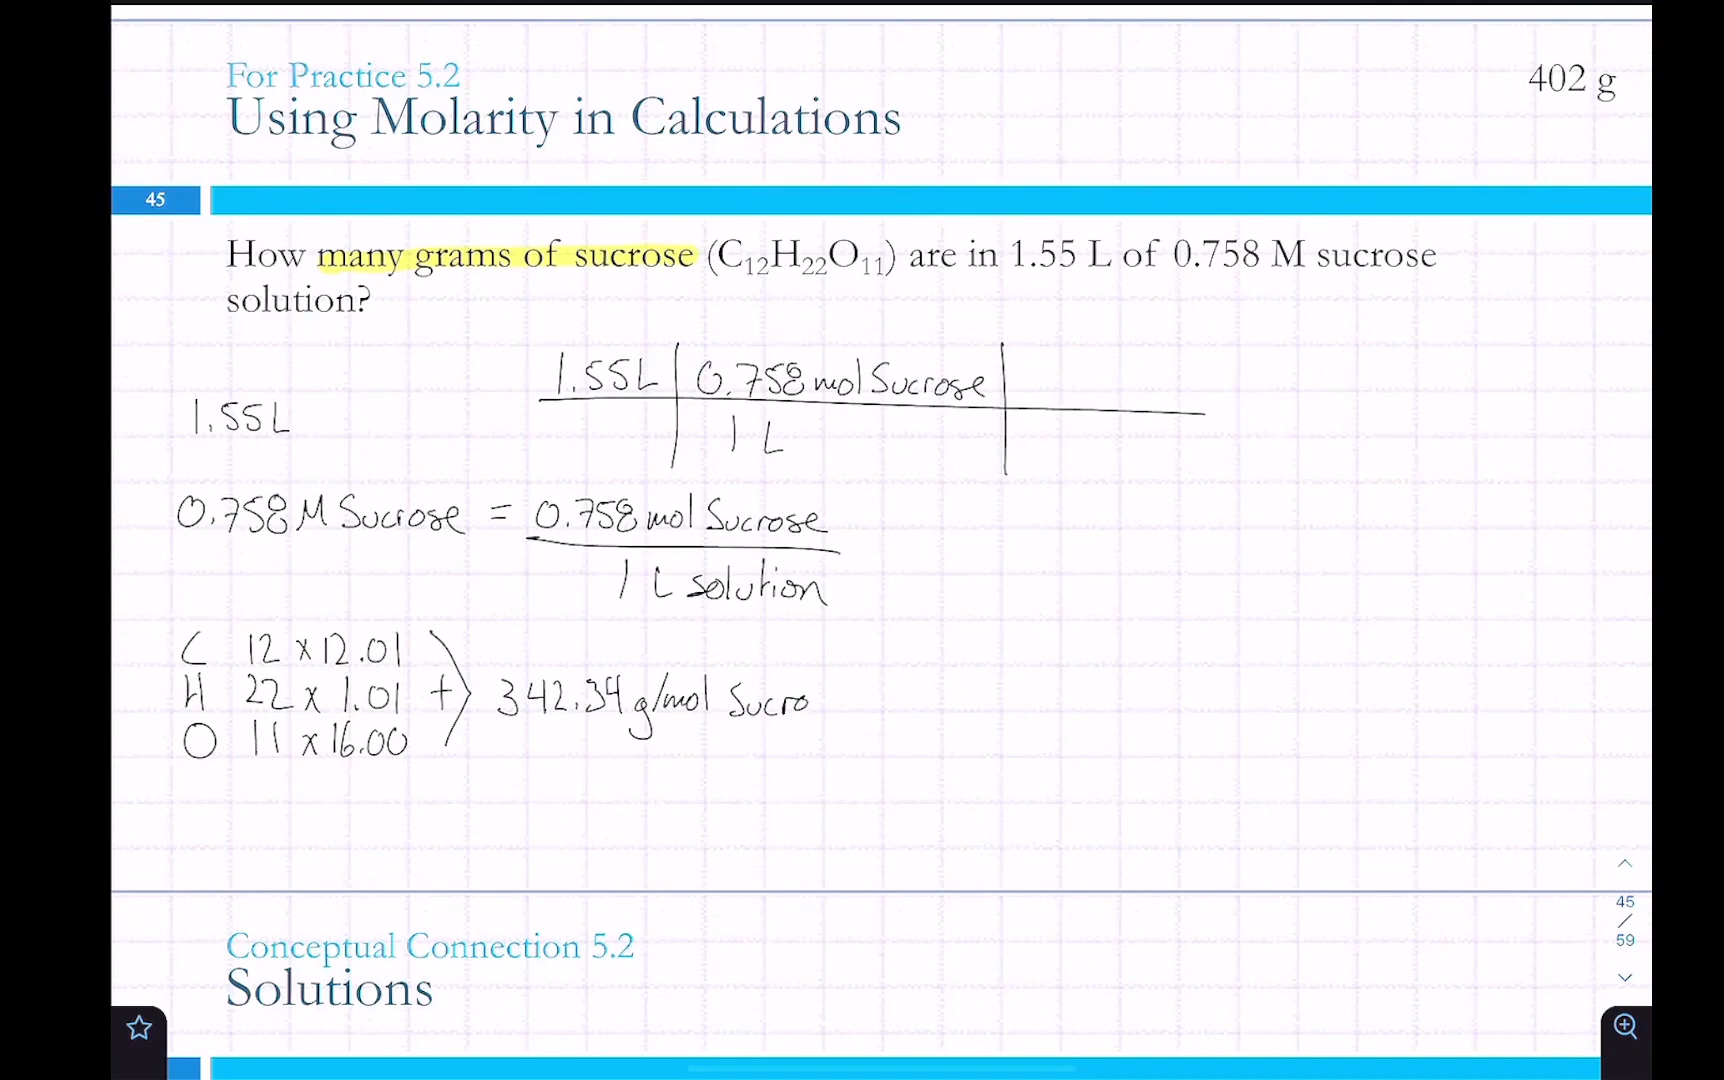 For Practice 5.2
402 g
Using Molarity in Calculations
45
How many grams of sucrose (C₁₂H₂₂O₁₁) are in 1.55 L of 0.758 M sucrose
solution?
1.55L | 0.758 mol Sucrose
1 L
1.55L
0.758 M Sucrose = 0.758 mol Sucrose
1 L solution
C 12 x 12.01
H 22 x 1.01 + 342.34 g/mol Sucro
O 11 x 16.00
45
/
59
Conceptual Connection 5.2
Solutions